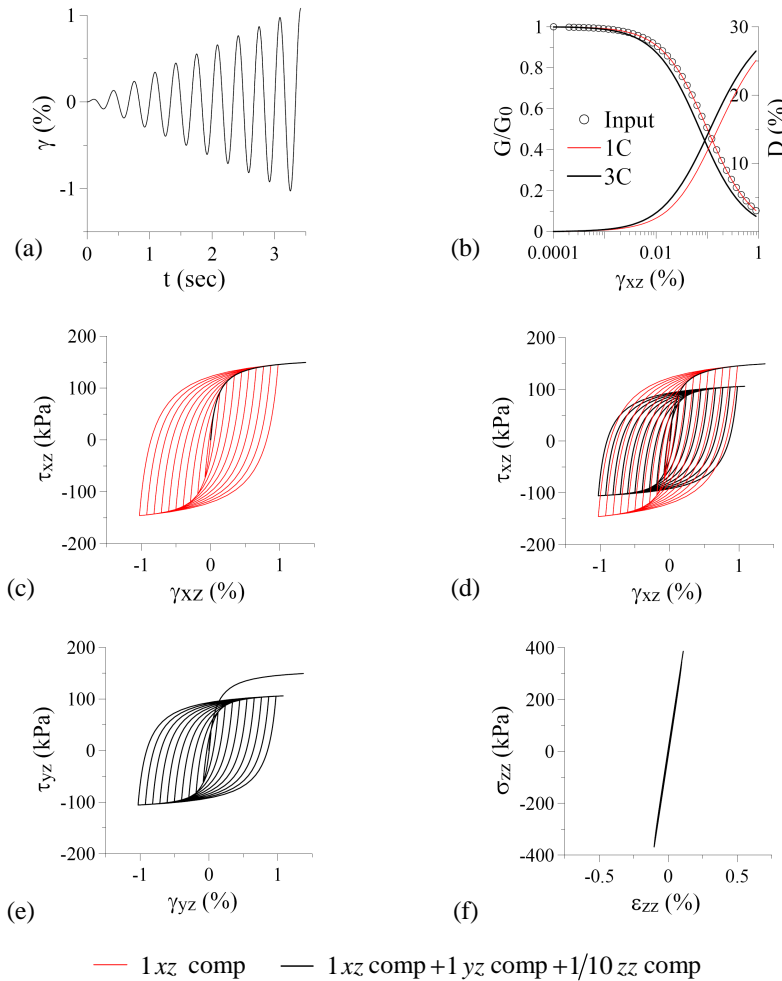 1
0
-1
γ (%)
0
1
2
3
t (sec)
(a)
1
0.8
0.6
0.4
0.2
0
G/G0
30
20
10
0
D (%)
Input
1C
3C
0.0001
0.01
1
γxz (%)
(b)
200
100
0
-100
-200
τxz (kPa)
-1
0
1
γxz (%)
(c)
200
100
0
-100
-200
τxz (kPa)
-1
0
1
γxz (%)
(d)
200
100
0
-100
-200
τyz (kPa)
-1
0
1
γyz (%)
(e)
400
200
0
-200
-400
σzz (kPa)
-0.5
0
0.5
εzz (%)
(f)
1 xz comp
1 xz comp+1 yz comp+1/10 zz comp